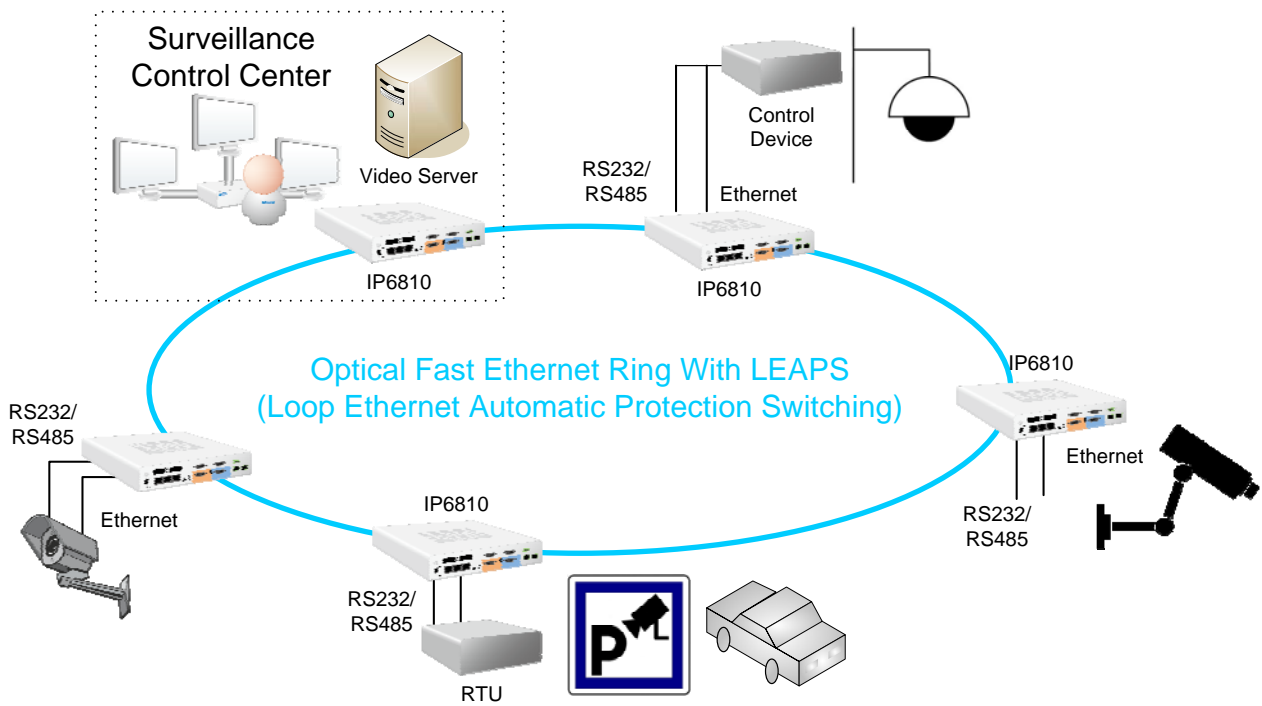 Surveillance
Control Center
Video Server
IP6810
Control
Device
RS232/
RS485
Ethernet
IP6810
Optical Fast Ethernet Ring With LEAPS
(Loop Ethernet Automatic Protection Switching)
IP6810
Ethernet
RS232/
RS485
RS232/
RS485
Ethernet
IP6810
RS232/
RS485
RTU
P